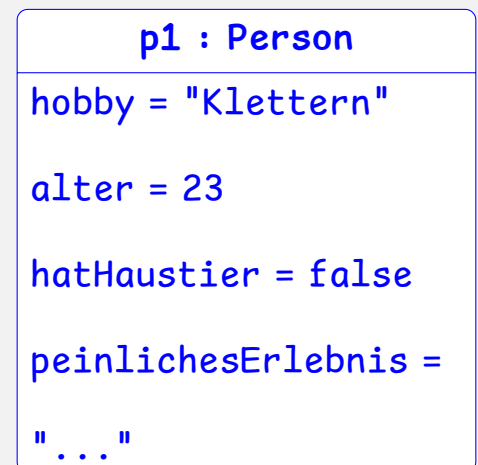 p1 : Person
hobby = "Klettern"
alter = 23
hatHaustier = false
peinlichesErlebnis =
"..."